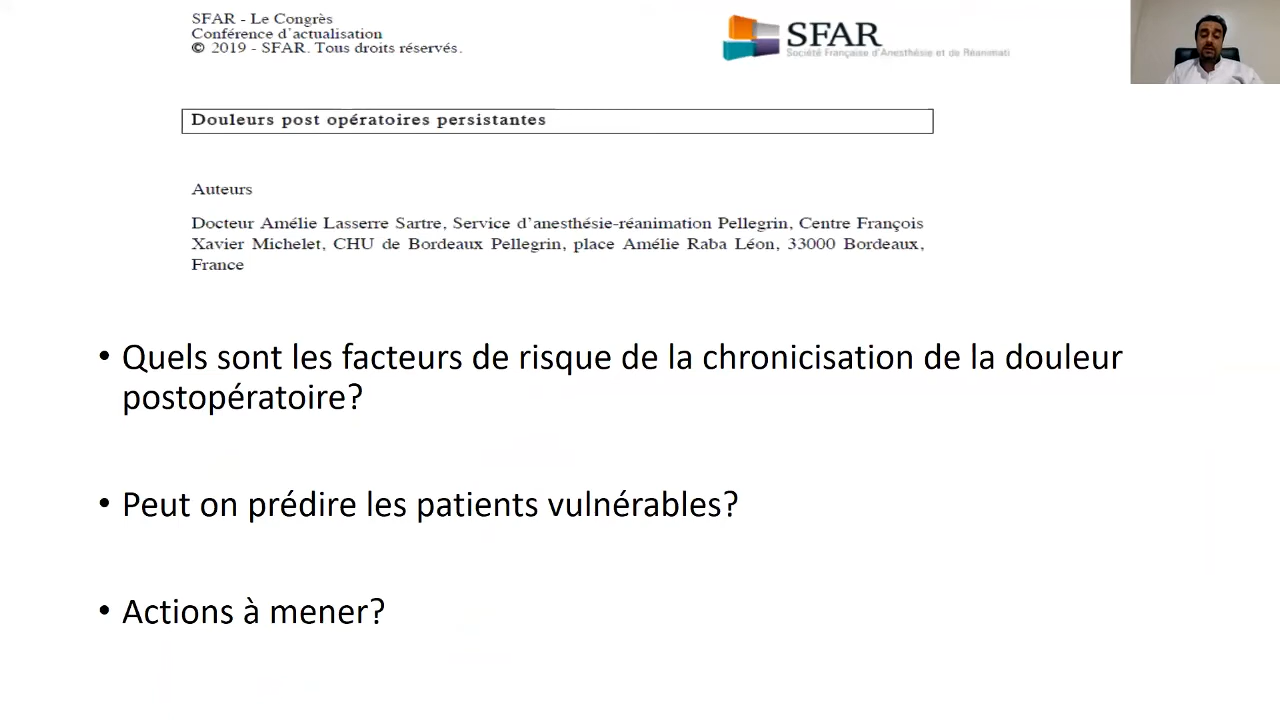 SFAR - Le Congrès
Conférence d'actualisation
© 2019 - SFAR. Tous droits réservés.
SFAR
Société Française d'Anesthésie et de Réanimati
Douleurs post opératoires persistantes
Auteurs
Docteur Amélie Lasserre Sartre, Service d'anesthésie-réanimation Pellegrin, Centre François
Xavier Michelet, CHU de Bordeaux Pellegrin, place Amélie Raba Léon, 33000 Bordeaux,
France
• Quels sont les facteurs de risque de la chronicisation de la douleur
postopératoire?
• Peut on prédire les patients vulnérables?
• Actions à mener?